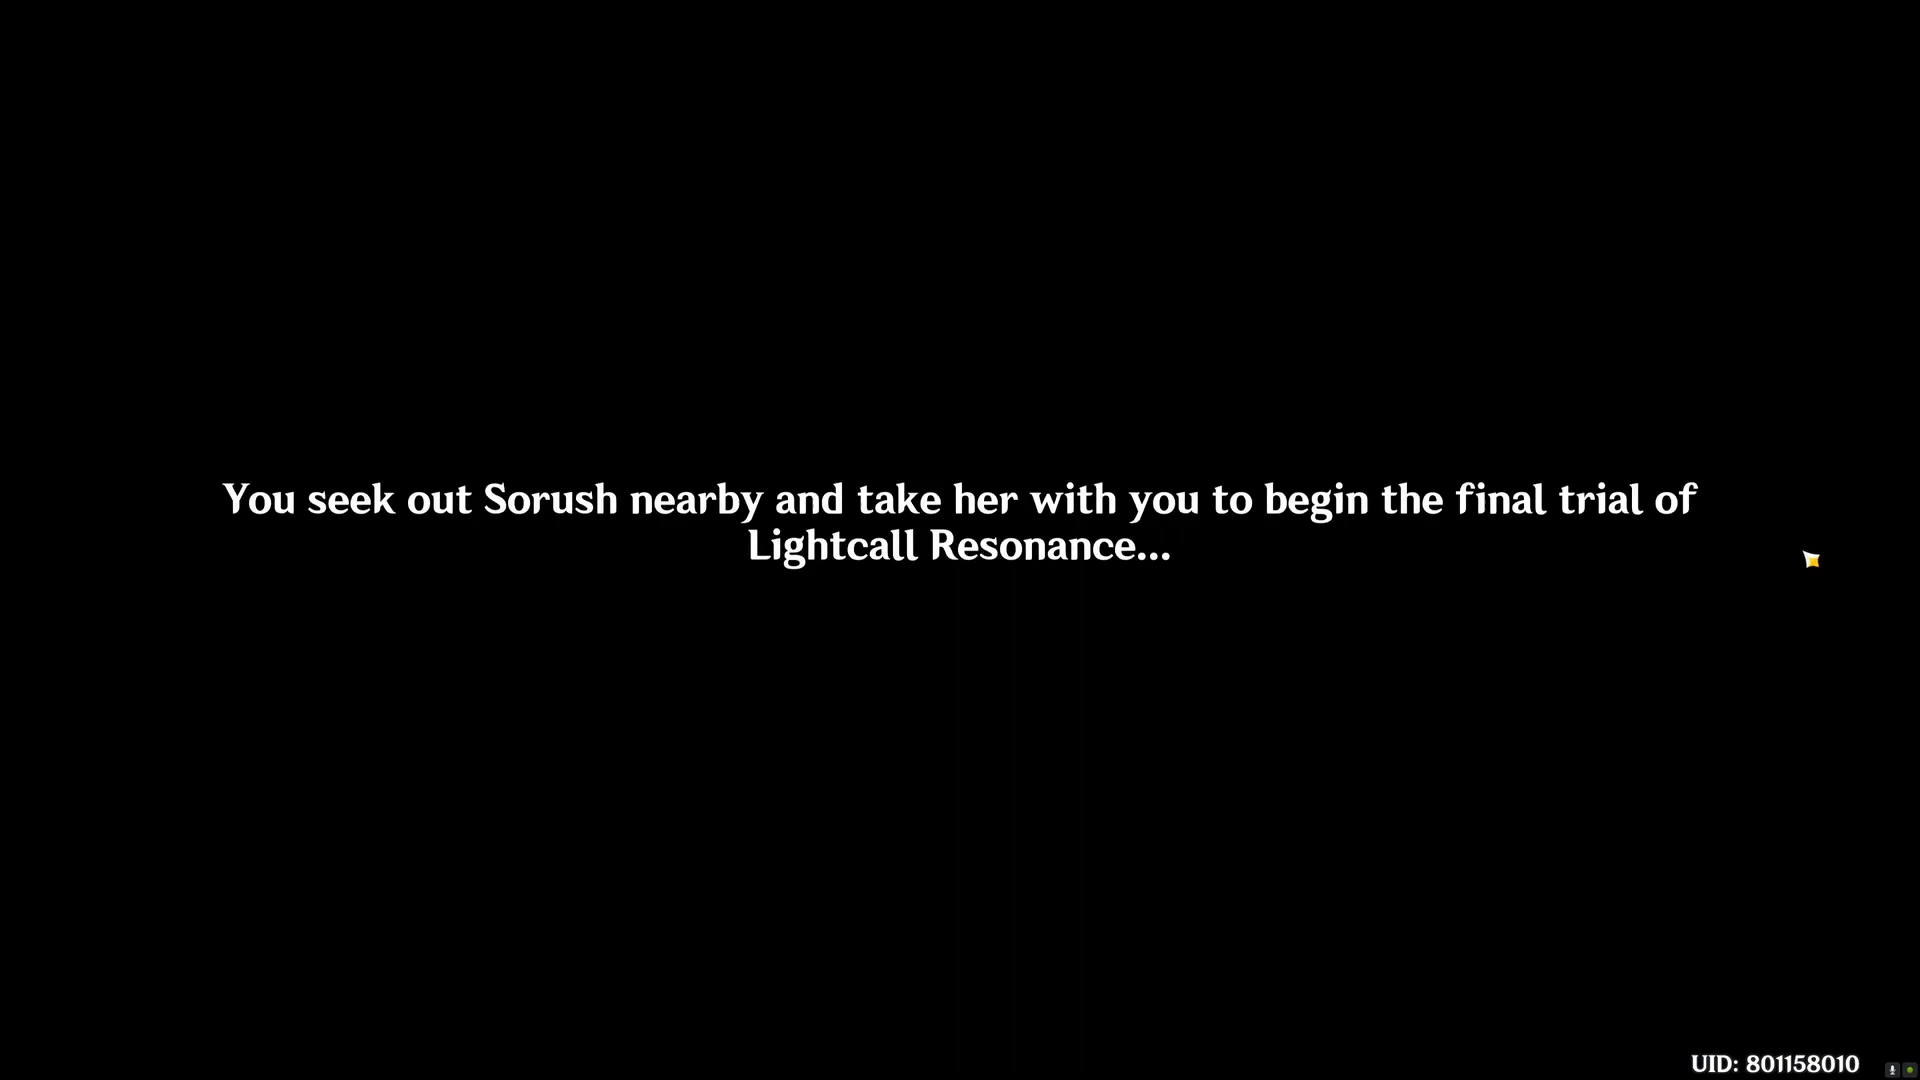 You seek out Sorush nearby and take her with you to begin the final trial of
Lightcall Resonance...
UID: 801158010